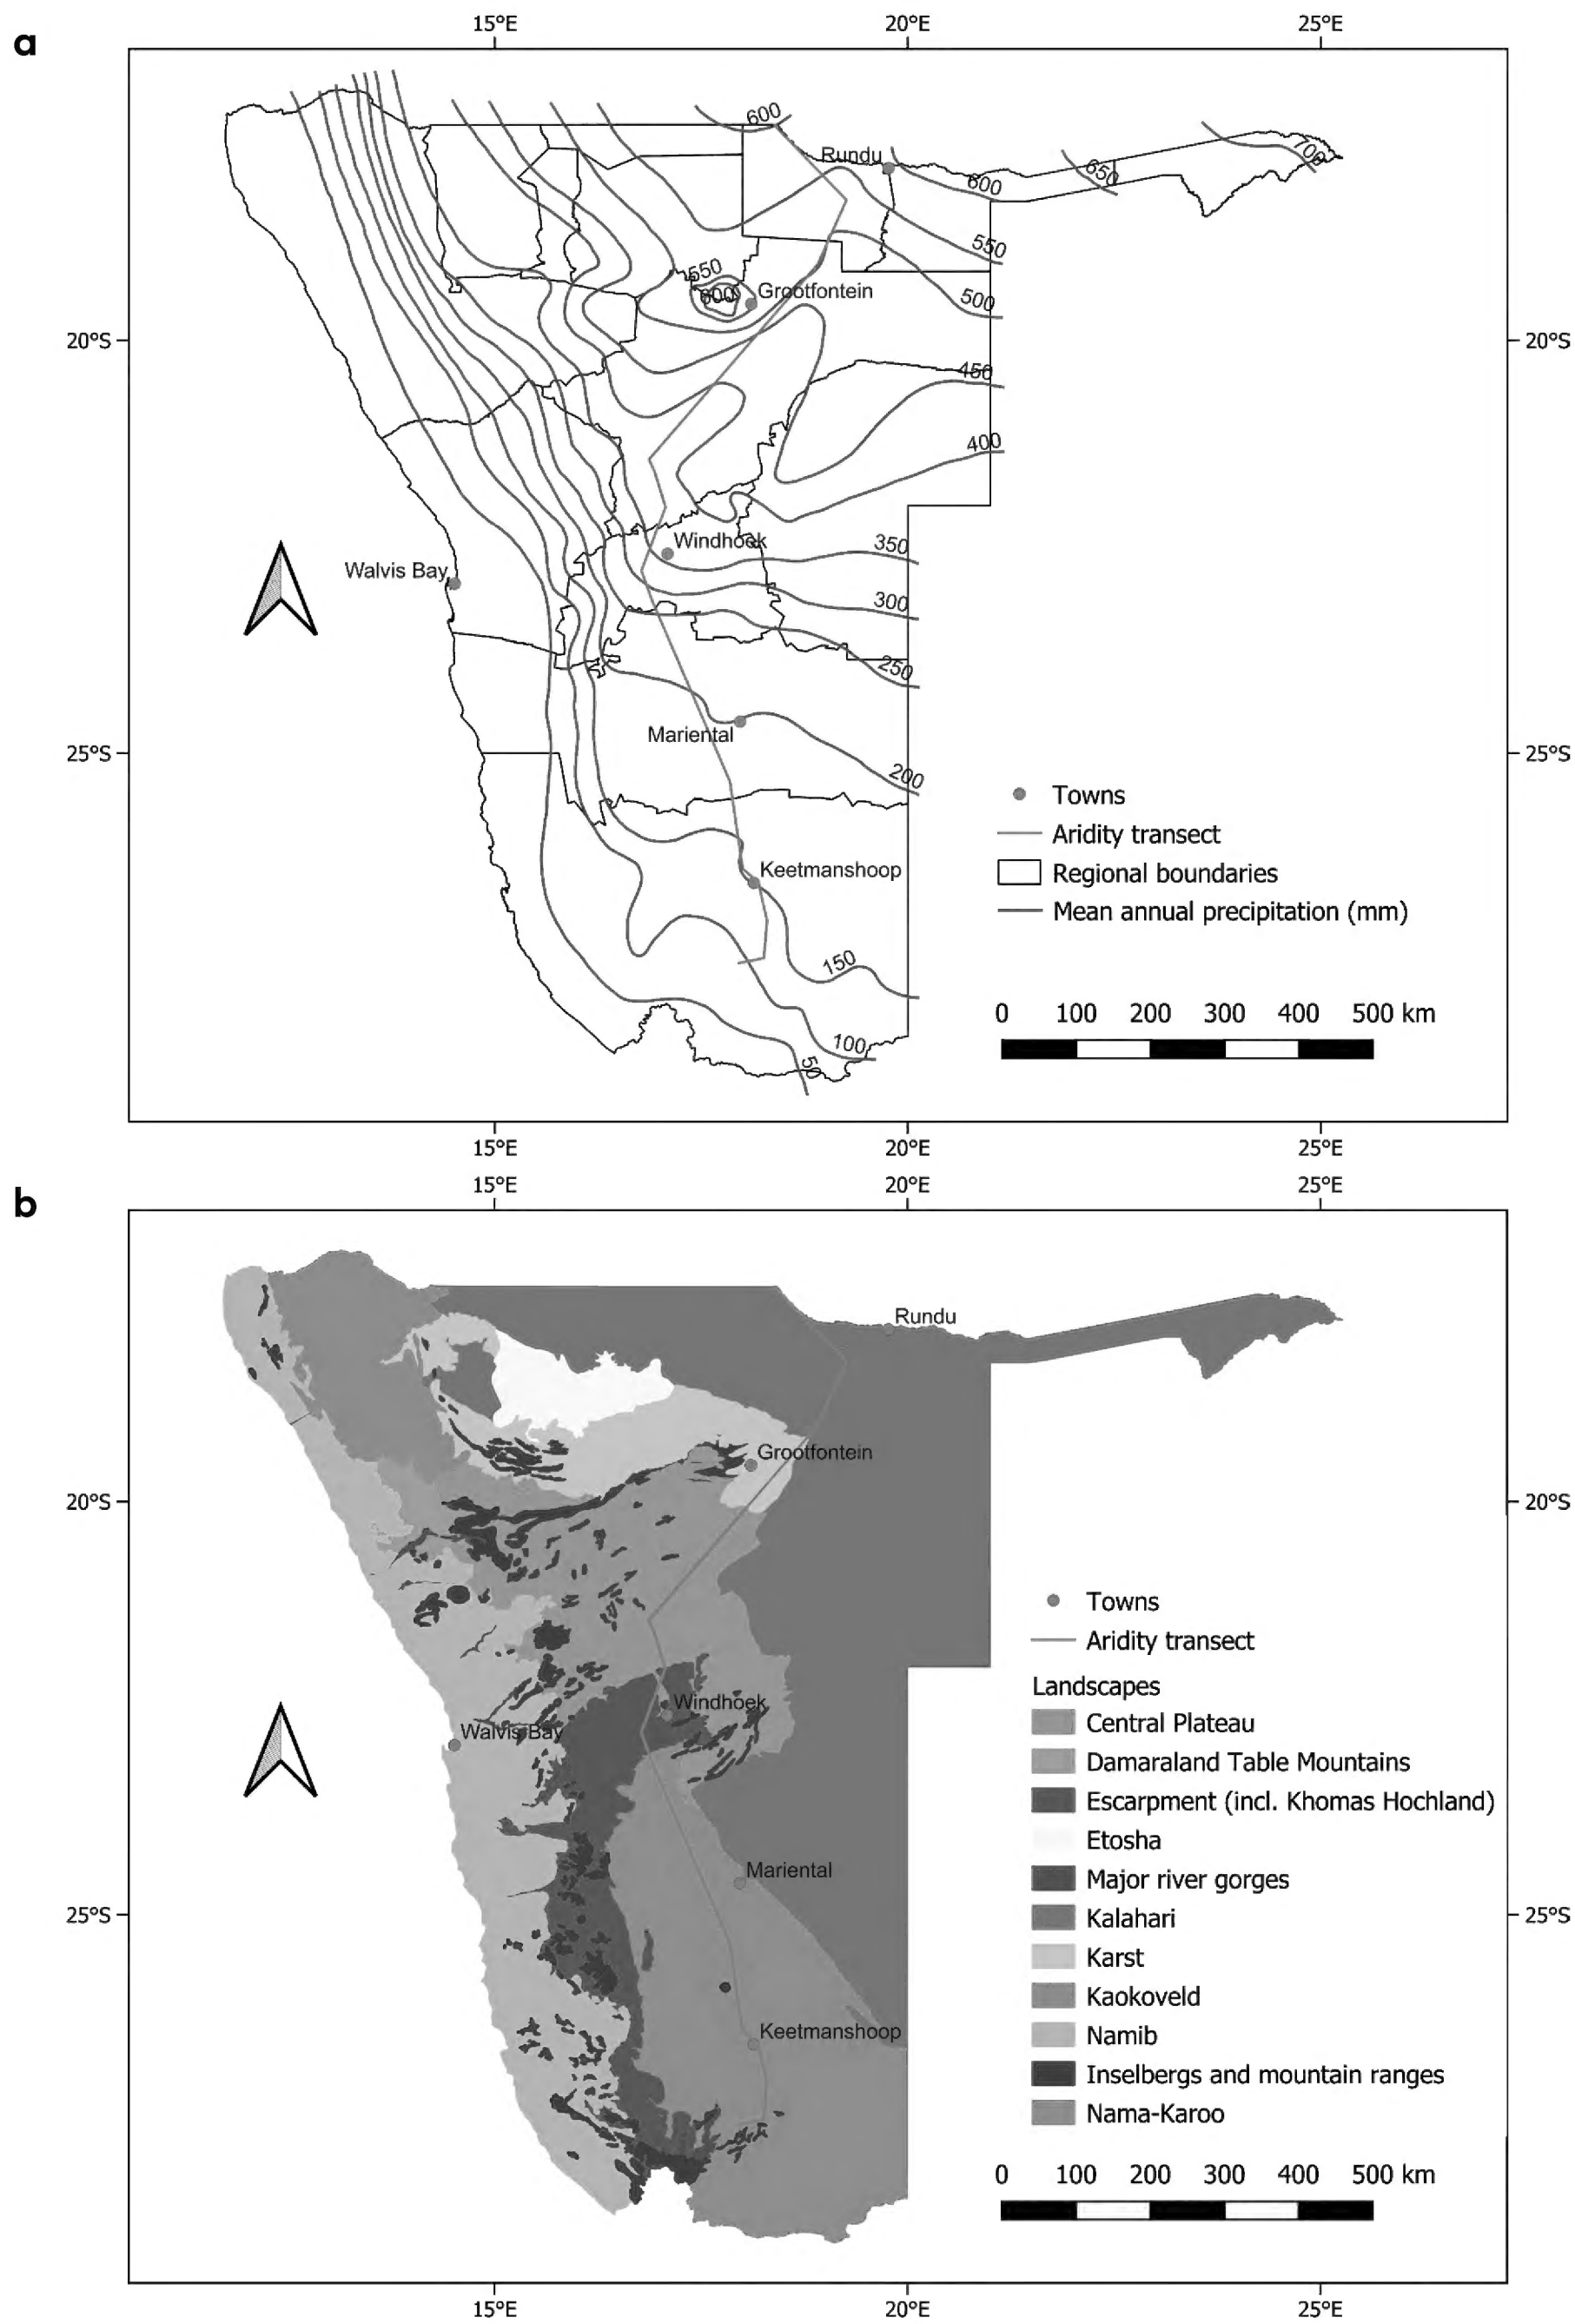 a
15°E 20°E 25°E
600
Rundu
700
650
600
550
550
500
600
Grootfontein
20°S 20°S
450
400
Windhoek
350
Walvis Bay
300
250
Mariental
25°S 25°S
200
Towns
Aridity transect
Keetmanshoop
Regional boundaries
Mean annual precipitation (mm)
150
0 100 200 300 400 500 km
100
50
15°E 20°E 25°E
b
15°E 20°E 25°E
Rundu
Grootfontein
20°S 20°S
Towns
Aridity transect
Landscapes
Windhoek
Central Plateau
Walvis Bay
Damaraland Table Mountains
Escarpment (incl. Khomas Hochland)
Etosha
Mariental
Major river gorges
25°S 25°S
Kalahari
Karst
Kaokoveld
Keetmanshoop
Namib
Inselbergs and mountain ranges
Nama-Karoo
0 100 200 300 400 500 km
15°E 20°E 25°E